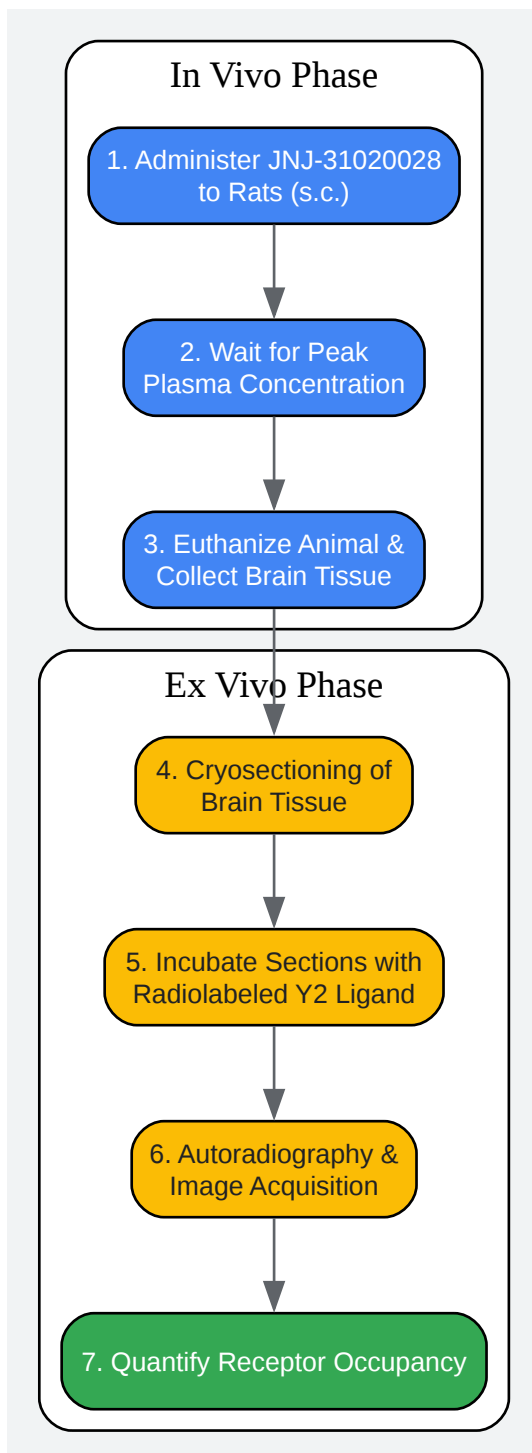 In Vivo Phase
1. Administer JNJ-31020028
to Rats (s.c.)
2. Wait for Peak
Plasma Concentration
3. Euthanize Animal &
Collect Brain Tissue
Ex Vivo Phase
4. Cryosectioning of
Brain Tissue
5. Incubate Sections with
Radiolabeled Y2 Ligand
6. Autoradiography &
Image Acquisition
7. Quantify Receptor Occupancy